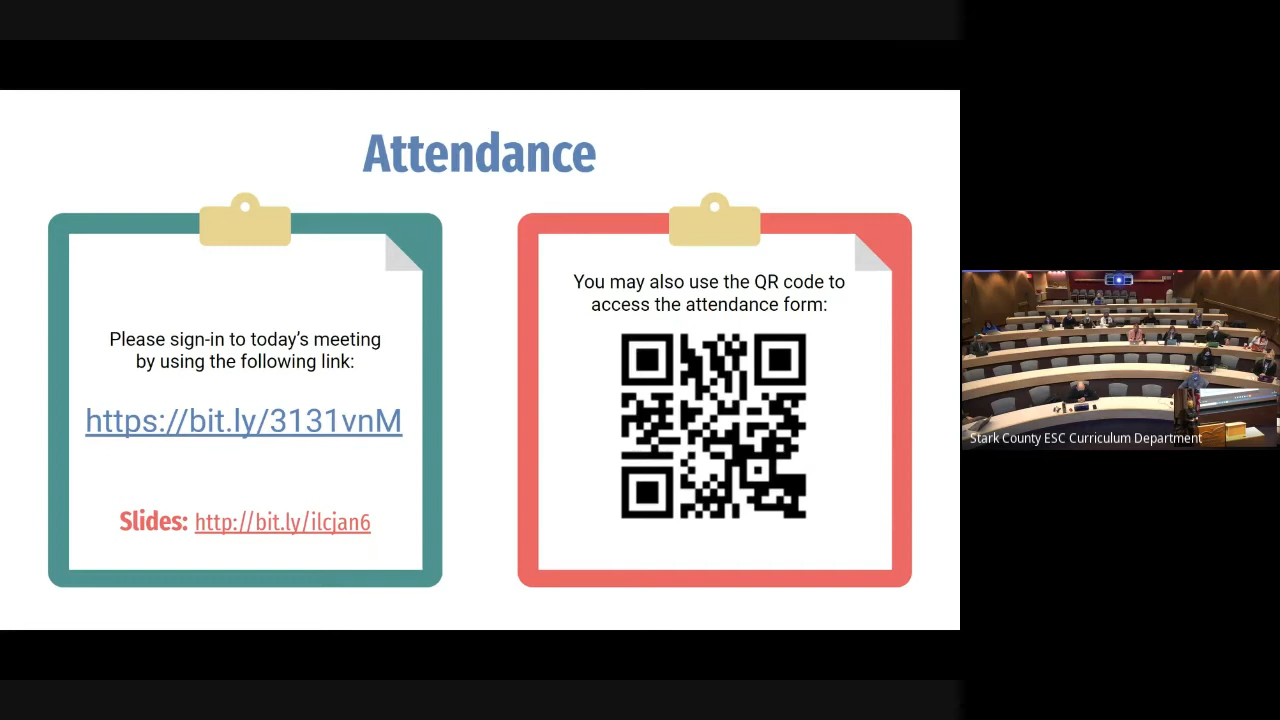 Attendance
Please sign-in to today's meeting
by using the following link:
https://bit.ly/3131vnM
Slides: http://bit.ly/ilcjan6
You may also use the QR code to
access the attendance form:
Stark County ESC Curriculum Department